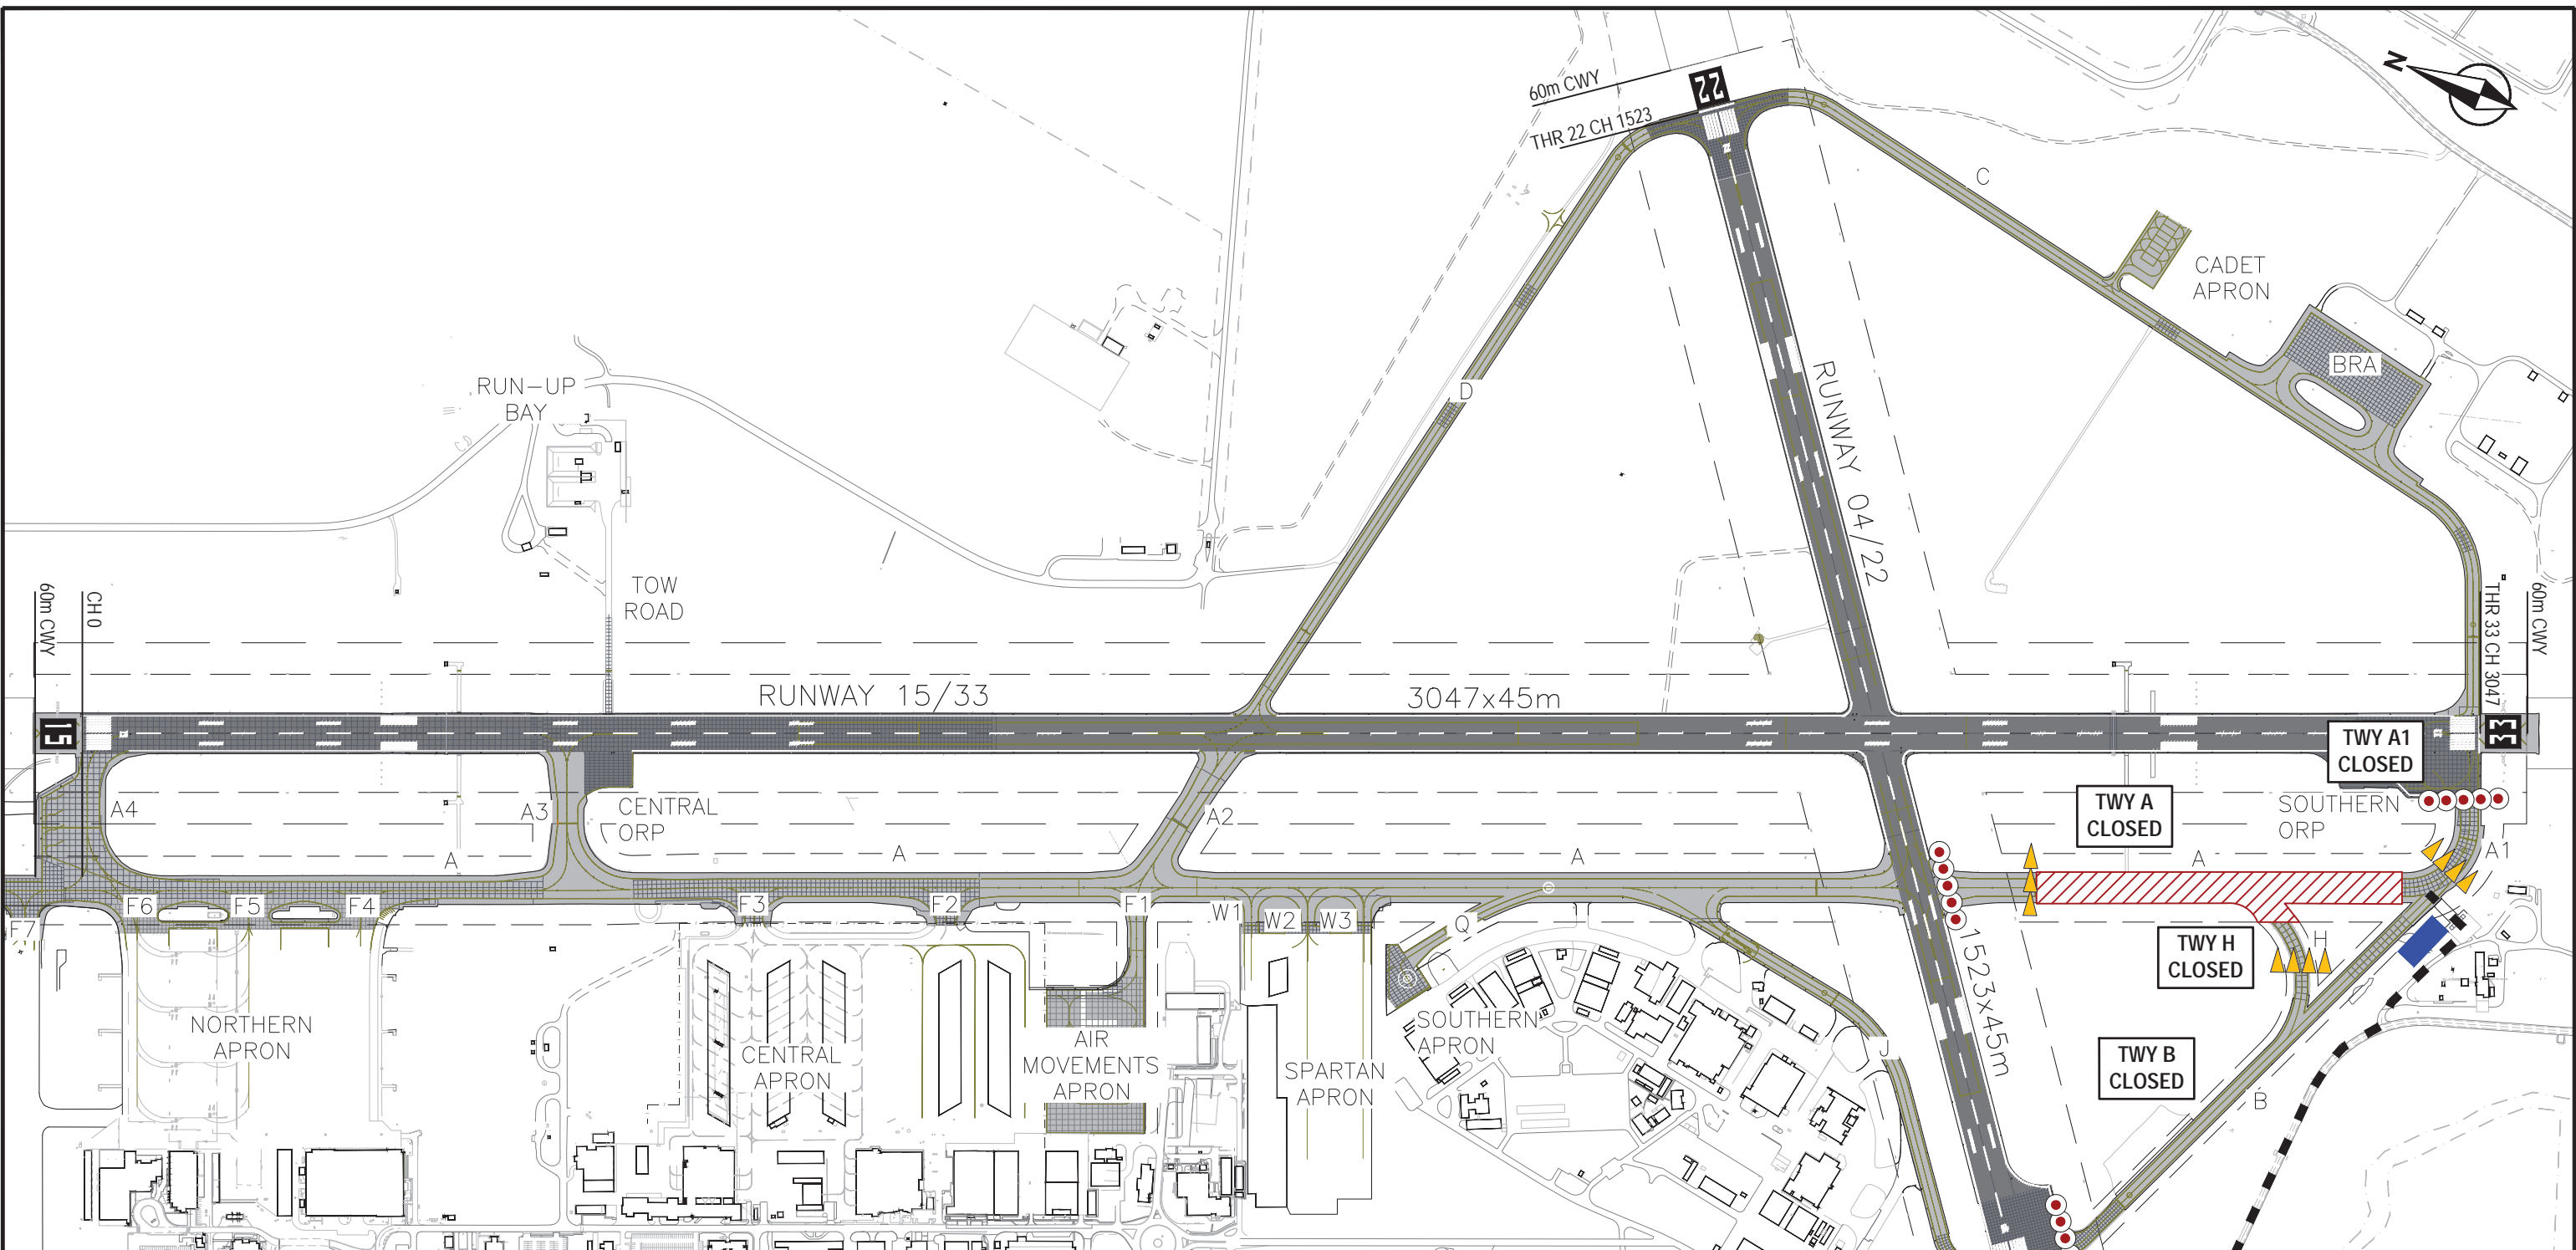 N
60m CWY
22
THR 22 CH 1523
C
CADET
APRON
BRA
RUN-UP
BAY
D
RUNWAY 04/22
TOW
ROAD
60m CWY
CH 0
THR 33 CH 3047
60m CWY
RUNWAY 15/33
3047x45m
15
33
TWY A1
CLOSED
A4
A3
CENTRAL
ORP
A2
TWY A
CLOSED
SOUTHERN
ORP
A
A
A
A
A1
F7
F6
F5
F4
F3
F2
F1
W1
W2
W3
Q
H
TWY H
CLOSED
1523x45m
NORTHERN
APRON
CENTRAL
APRON
AIR
MOVEMENTS
APRON
SPARTAN
APRON
SOUTHERN
APRON
J
TWY B
CLOSED
B